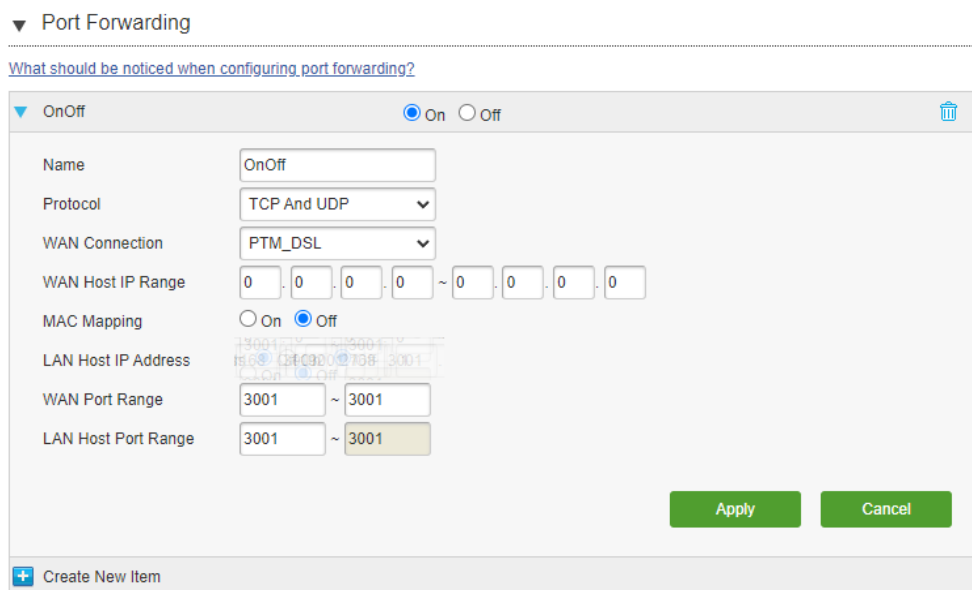 Port Forwarding
What should be noticed when configuring port forwarding?
OnOff On Off
Name OnOff
Protocol TCP And UDP
WAN Connection PTM_DSL
WAN Host IP Range 0 . 0 . 0 . 0 ~ 0 . 0 . 0 . 0
MAC Mapping On Off
LAN Host IP Address
WAN Port Range 3001 ~ 3001
LAN Host Port Range 3001 ~ 3001
Apply Cancel
Create New Item